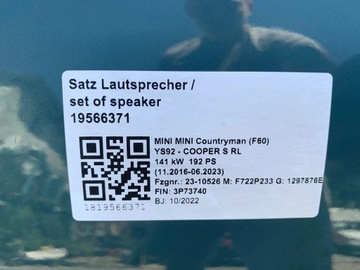 Satz Lautsprecher /
set of speaker
19566371
MINI MINI Countryman (F60)
YS92 - COOPER S RL
141 kW 192 PS
(11.2016-06.2023)
Fzgnr.: 23-10526 M: F722P233 G: 1297876E
FIN: 3P73740
BJ: 10/2022
1819566371